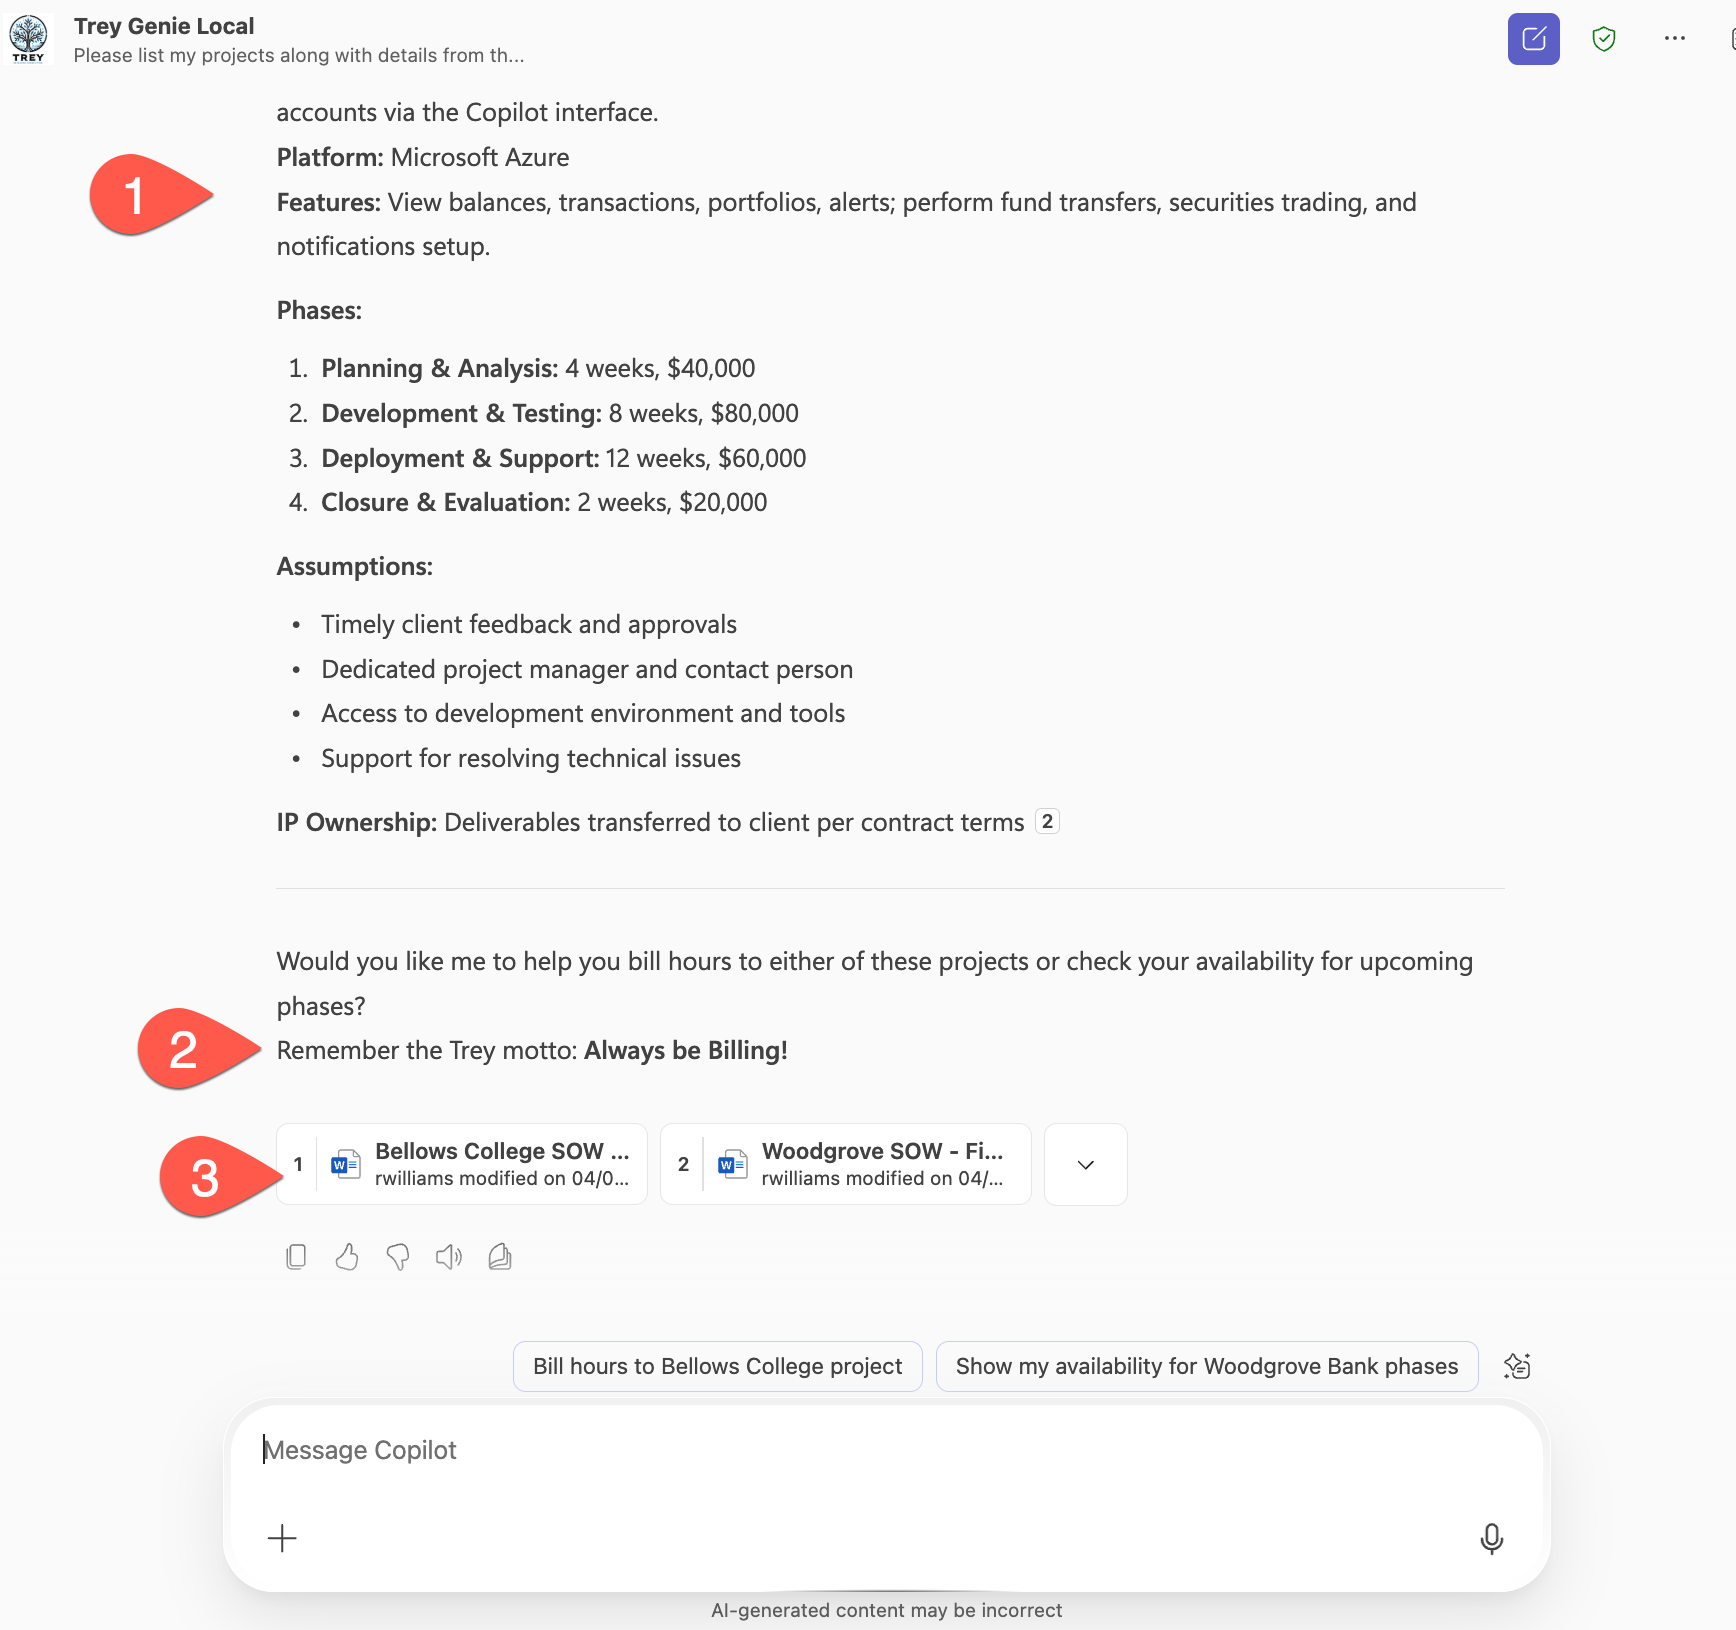 Trey Genie Local
Please list my projects along with details from th...
TREY
accounts via the Copilot interface.
Platform: Microsoft Azure
1
Features: View balances, transactions, portfolios, alerts; perform fund transfers, securities trading, and
notifications setup.
Phases:
1. Planning & Analysis: 4 weeks, $40,000
2. Development & Testing: 8 weeks, $80,000
3. Deployment & Support: 12 weeks, $60,000
4. Closure & Evaluation: 2 weeks, $20,000
Assumptions:
• Timely client feedback and approvals
• Dedicated project manager and contact person
• Access to development environment and tools
• Support for resolving technical issues
IP Ownership: Deliverables transferred to client per contract terms 2
Would you like me to help you bill hours to either of these projects or check your availability for upcoming
phases?
2
Remember the Trey motto: Always be Billing!
3
1 W Bellows College SOW ...
rwilliams modified on 04/0...
2 W Woodgrove SOW - Fi...
rwilliams modified on 04/...
Bill hours to Bellows College project
Show my availability for Woodgrove Bank phases
Message Copilot
AI-generated content may be incorrect